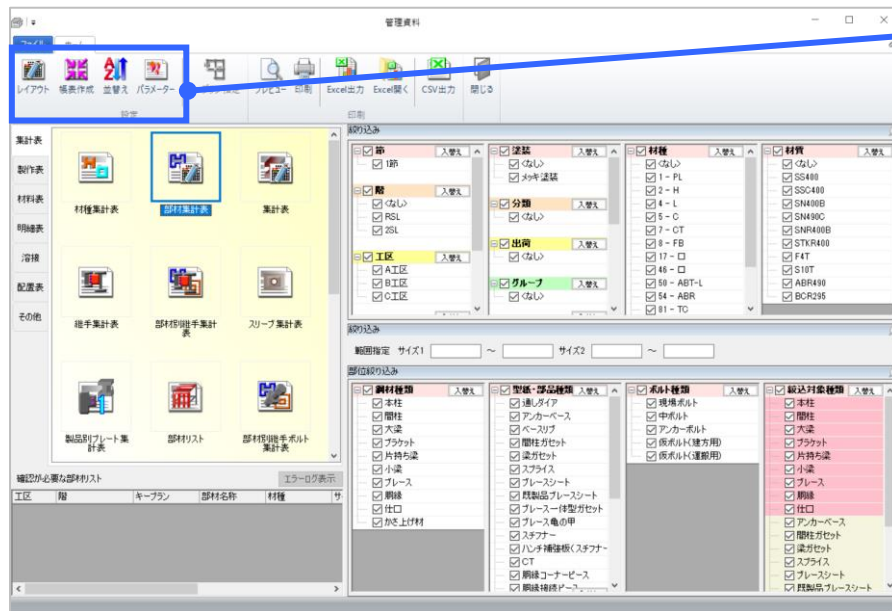 管理資料
レイアウト 帳表作成 並替え パラメーター プレビュー 印刷 Excel出力 Excel開く CSV出力 閉じる
設定 印刷
集計表
製作表
材料表
明細表
溶接
配置表
その他
材種集計表 部材集計表 集計表
継手集計表 部材別継手集計表 スリーブ集計表
製品別プレート集計表 部材リスト 部材別継手ボルト集計表
確認が必要な部材リスト エラーログ表示
工区 階 キープラン 部材名称 材種 サ
絞り込み
節 入替え
1節
階 入替え
<なし>
RSL
2SL
工区 入替え
A工区
B工区
C工区
塗装 入替え
<なし>
メッキ塗装
分類 入替え
<なし>
出荷 入替え
<なし>
グループ 入替え
<なし>
材種 入替え
<なし>
1 - PL
2 - H
4 - L
5 - C
7 - CT
8 - FB
17 - □
46 - □
50 - ABT-L
54 - ABR
81 - TC
材質 入替え
<なし>
SS400
SSC400
SN400B
SN490C
SNR400B
STKR400
F4T
S10T
ABR490
BCR295
絞り込み
範囲指定 サイズ1 ～ サイズ2 ～
部位絞り込み
鋼材種類 入替え
本柱
間柱
大梁
ブラケット
片持ち梁
小梁
ブレース
胴縁
仕口
かさ上げ材
型紙・部品種類 入替え
通しダイア
アンカーベース
ベースリブ
間柱ガセット
梁ガセット
スプライス
ブレースシート
既製品ブレースシート
ブレース一体型ガセット
ブレース亀の甲
スチフナー
ハンチ補強板(スチフナー
CT
胴縁コーナーピース
胴縁接続ピース
ボルト種類 入替え
現場ボルト
中ボルト
アンカーボルト
仮ボルト(建方用)
仮ボルト(運搬用)
絞込対象種類 入替え
本柱
間柱
大梁
ブラケット
片持ち梁
小梁
ブレース
胴縁
仕口
アンカーベース
間柱ガセット
梁ガセット
スプライス
ブレースシート
既製品ブレースシート